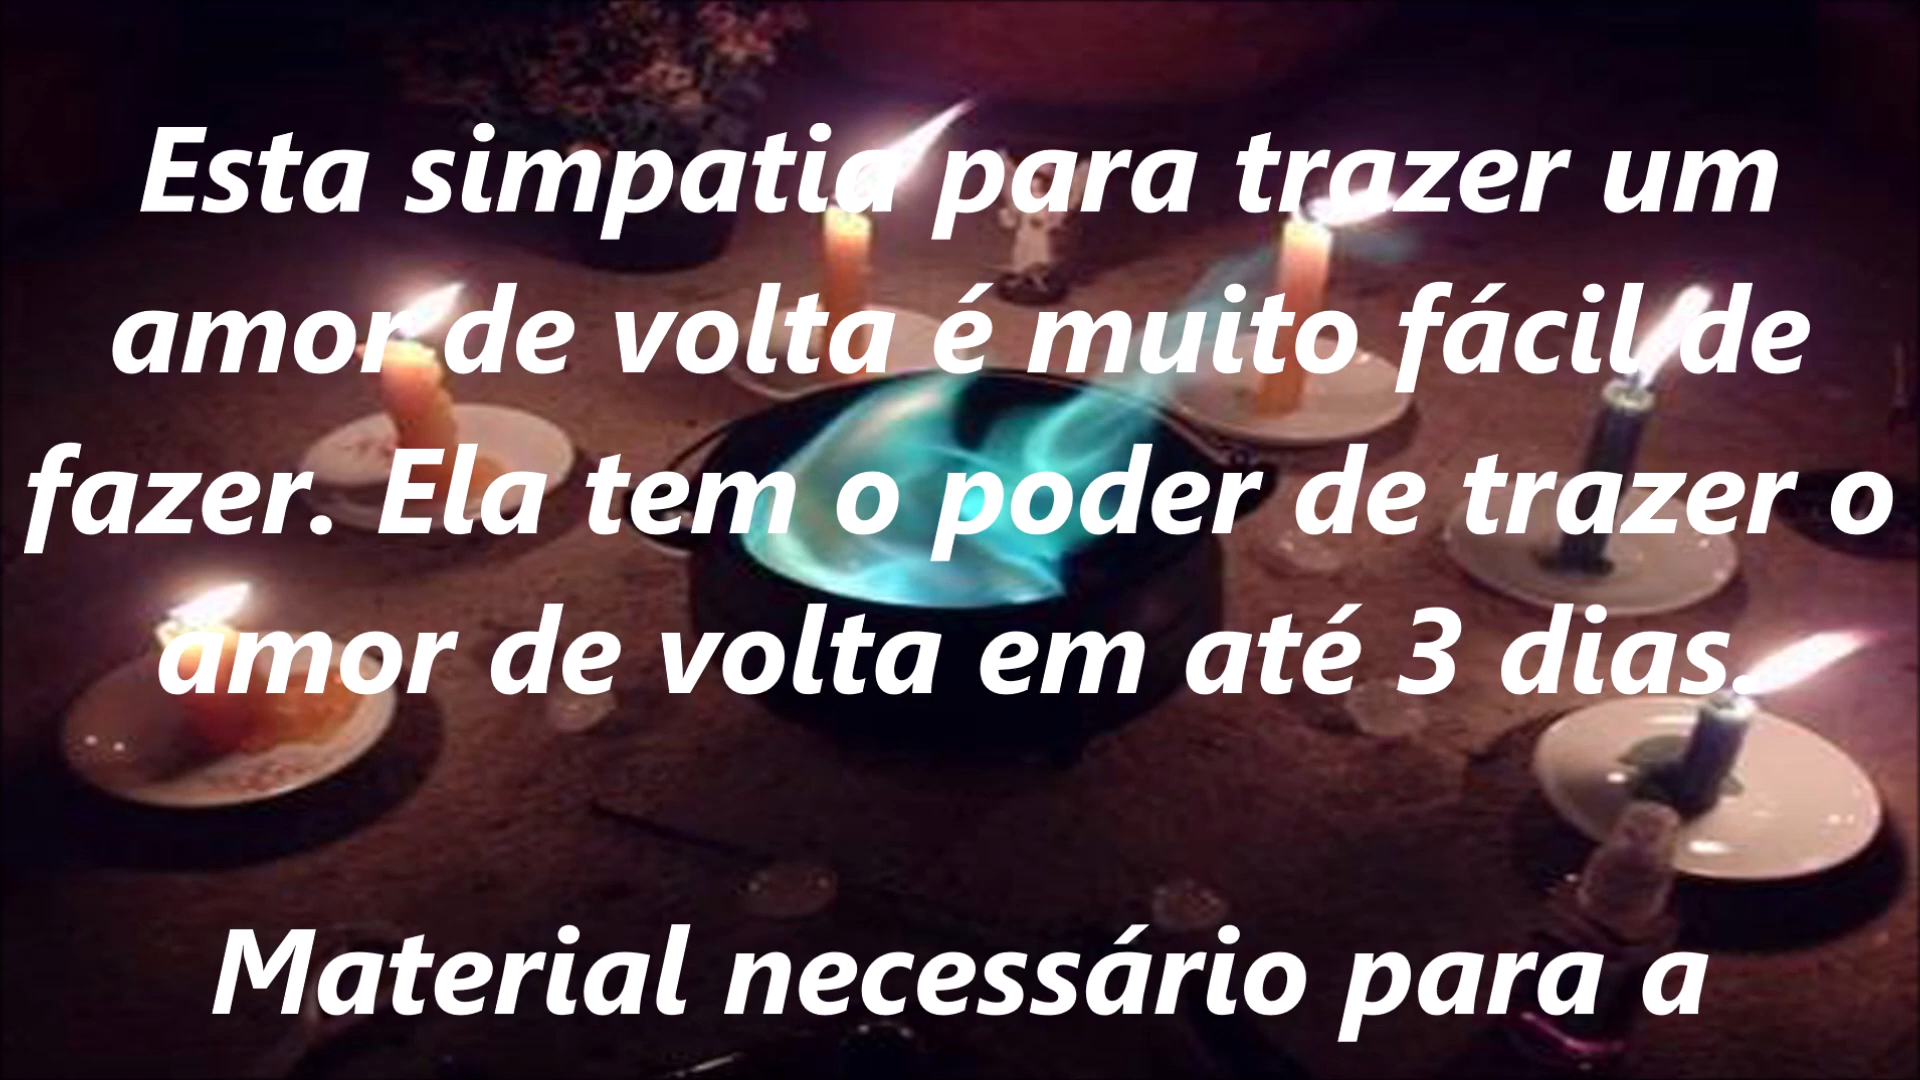 Esta simpatia para trazer um
amor de volta é muito fácil de
fazer. Ela tem o poder de trazer o
amor de volta em até 3 dias.
Material necessário para a